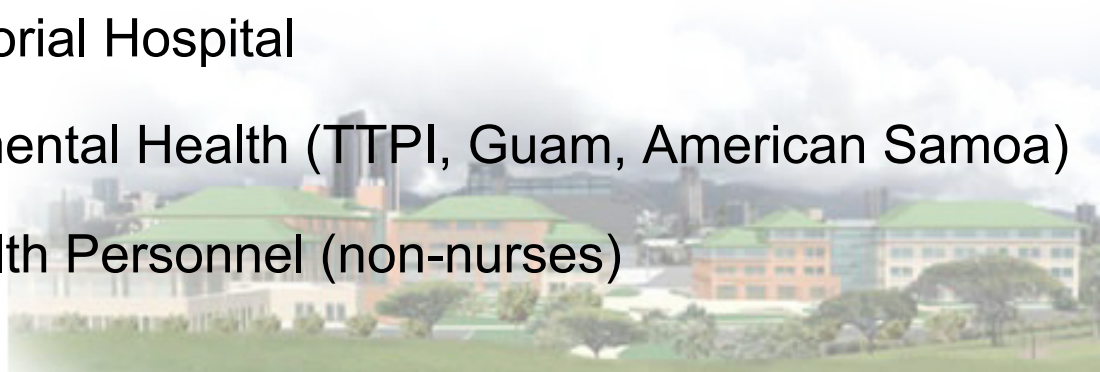 orial Hospital
ental Health (TTPI, Guam, American Samoa)
lth Personnel (non-nurses)